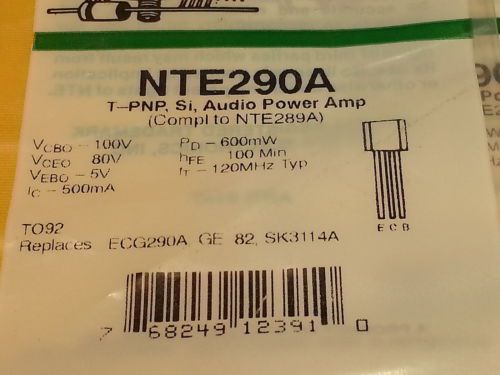 NTE290A
T-PNP, Si, Audio Power Amp
(Compl to NTE289A)
VCBO - 100V
VCEO 80V
VEBO - 5V
IC - 500mA
PD - 600mW
hFE 100 Min
fT - 120MHz Typ
E C B
TO92
Replaces ECG290A, GE 82, SK3114A
7 68249 12391 0